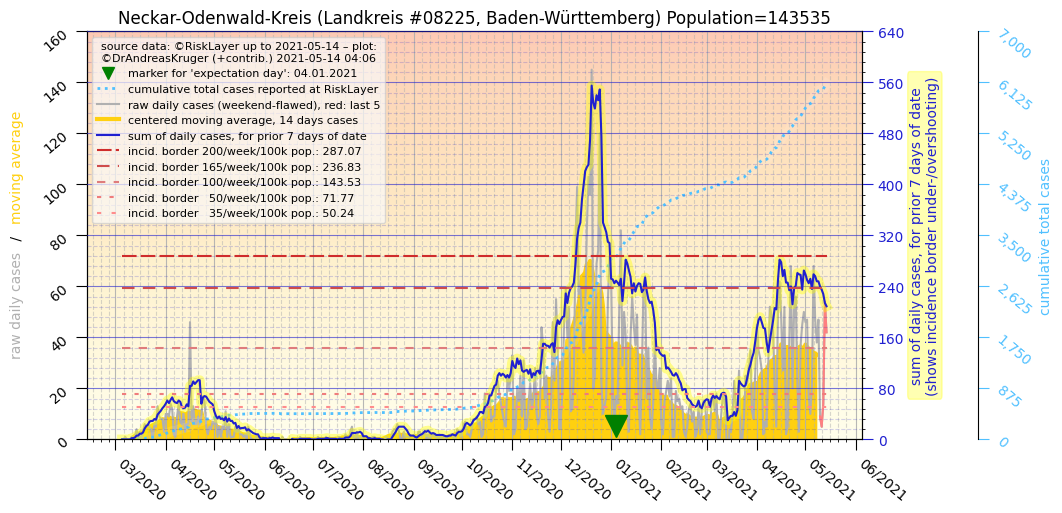 Neckar-Odenwald-Kreis (Landkreis #08225, Baden-Württemberg) Population=143535
source data: ©RiskLayer up to 2021-05-14 – plot:
©DrAndreasKruger (+contrib.) 2021-05-14 04:06
marker for 'expectation day': 04.01.2021
cumulative total cases reported at RiskLayer
raw daily cases (weekend-flawed), red: last 5
centered moving average, 14 days cases
sum of daily cases, for prior 7 days of date
incid. border 200/week/100k pop.: 287.07
incid. border 165/week/100k pop.: 236.83
incid. border 100/week/100k pop.: 143.53
incid. border 50/week/100k pop.: 71.77
incid. border 35/week/100k pop.: 50.24
raw daily cases / moving average
160
140
120
100
80
60
40
20
0
03/2020
04/2020
05/2020
06/2020
07/2020
08/2020
09/2020
10/2020
11/2020
12/2020
01/2021
02/2021
03/2021
04/2021
05/2021
06/2021
640
560
480
400
320
240
160
80
0
sum of daily cases, for prior 7 days of date
(shows incidence border under-/overshooting)
7,000
6,125
5,250
4,375
3,500
2,625
1,750
875
0
cumulative total cases